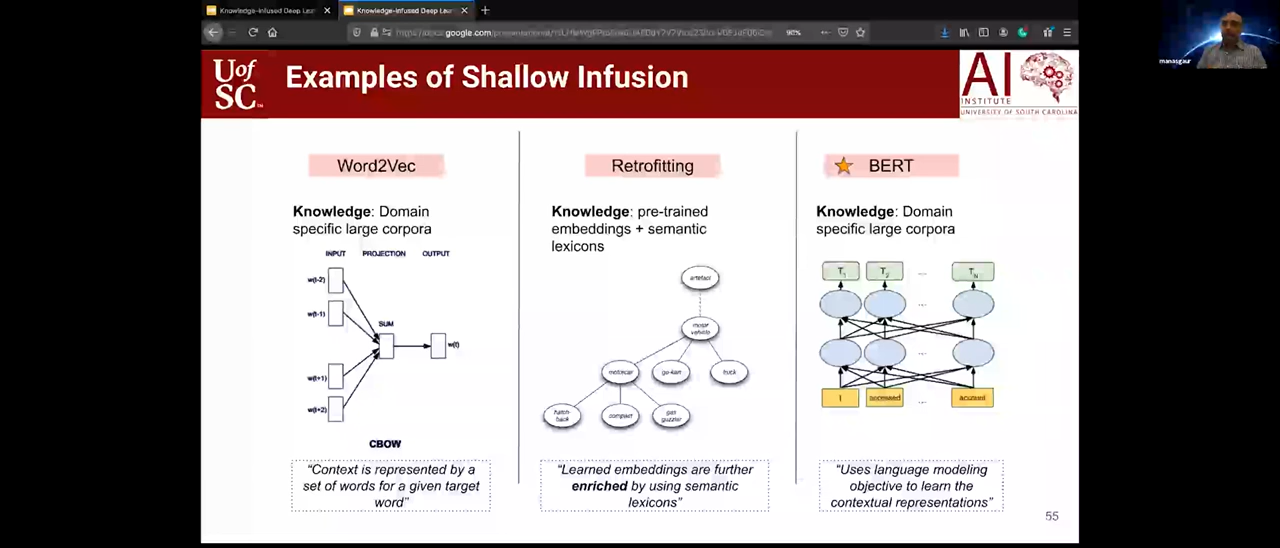 Knowledge-Infused Deep Lear
Knowledge-Infused Deep Lear
google.com
90%
manasgaur
UofSC
Examples of Shallow Infusion
AI
INSTITUTE
UNIVERSITY OF SOUTH CAROLINA
Word2Vec
Knowledge: Domain
specific large corpora
INPUT PROJECTION OUTPUT
w(t-2)
w(t-1)
SUM
w(t)
w(t+1)
w(t+2)
CBOW
"Context is represented by a
set of words for a given target
word"
Retrofitting
Knowledge: pre-trained
embeddings + semantic
lexicons
artefact
motor
vehicle
motorcar
go-kart
truck
hatch-
back
compact
gas
guzzler
"Learned embeddings are further
enriched by using semantic
lexicons"
BERT
Knowledge: Domain
specific large corpora
T1 T2 ... TN
...
...
I ... account
"Uses language modeling
objective to learn the
contextual representations"
55